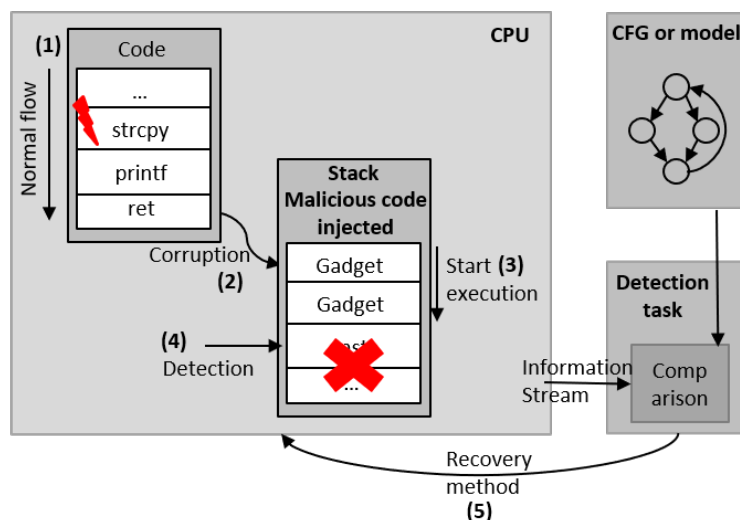 CPU
(1)
Code
...
strcpy
printf
ret
Normal flow
Corruption
(2)
Stack
Malicious code
injected
Gadget
Gadget
...
Start (3)
execution
(4)
Detection
Information
Stream
CFG or model
Detection
task
Comp
arison
Recovery
method
(5)